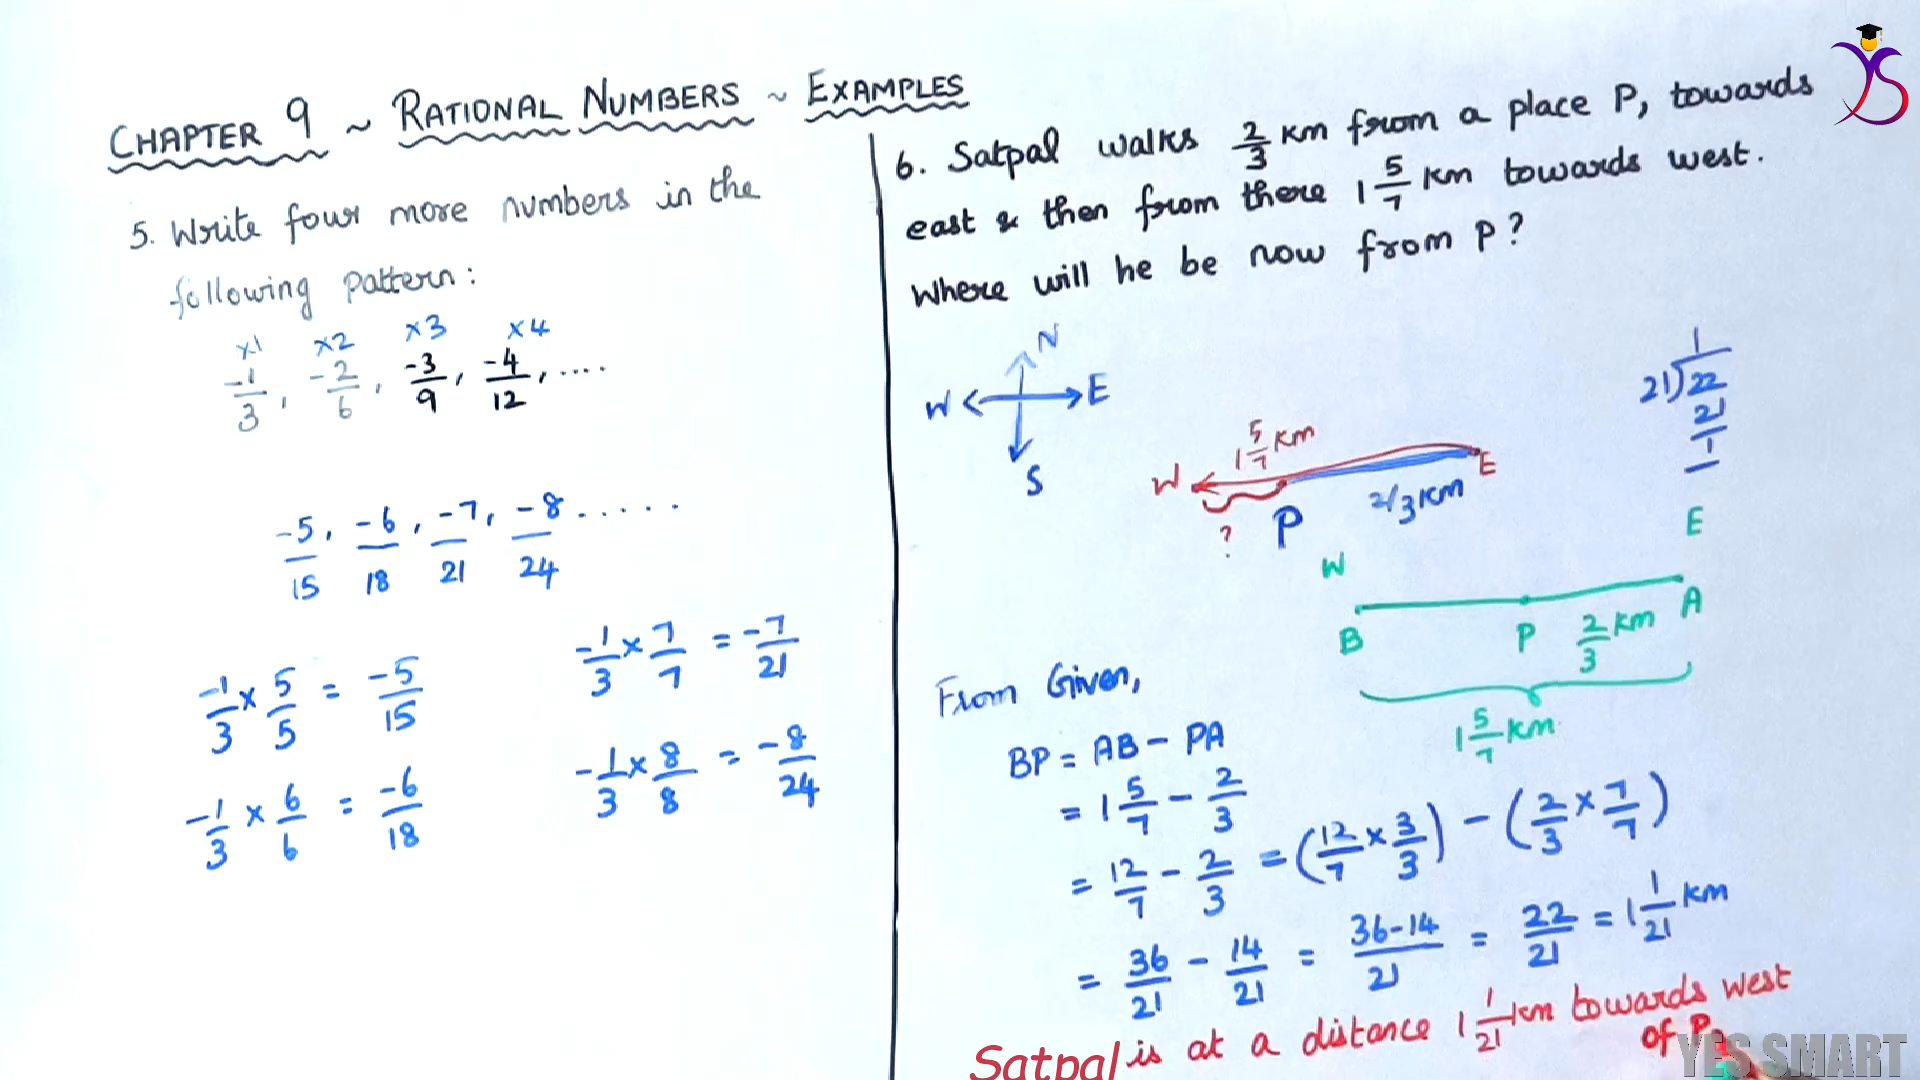 CHAPTER 9 ~ RATIONAL NUMBERS ~ EXAMPLES
5. Write four more numbers in the
following pattern:
×1 ×2 ×3 ×4
-1/3, -2/6, -3/9, -4/12, ....
-5/15, -6/18, -7/21, -8/24 .....
-1/3 × 5/5 = -5/15
-1/3 × 7/7 = -7/21
-1/3 × 6/6 = -6/18
-1/3 × 8/8 = -8/24
6. Satpal walks 2/3 km from a place P, towards
east & then from there 1 5/7 km towards west.
Where will he be now from P?
N
W E
S
1 5/7 km
W E
? P 2/3 km
1
21)22
21
1
W E
B P 2/3 km A
1 5/7 km
From Given,
BP = AB - PA
= 1 5/7 - 2/3
= 12/7 - 2/3 = (12/7 × 3/3) - (2/3 × 7/7)
= 36/21 - 14/21 = 36-14/21 = 22/21 = 1 1/21 km
Satpal is at a distance 1 1/21 km towards west
of P.
YES SMART
YS